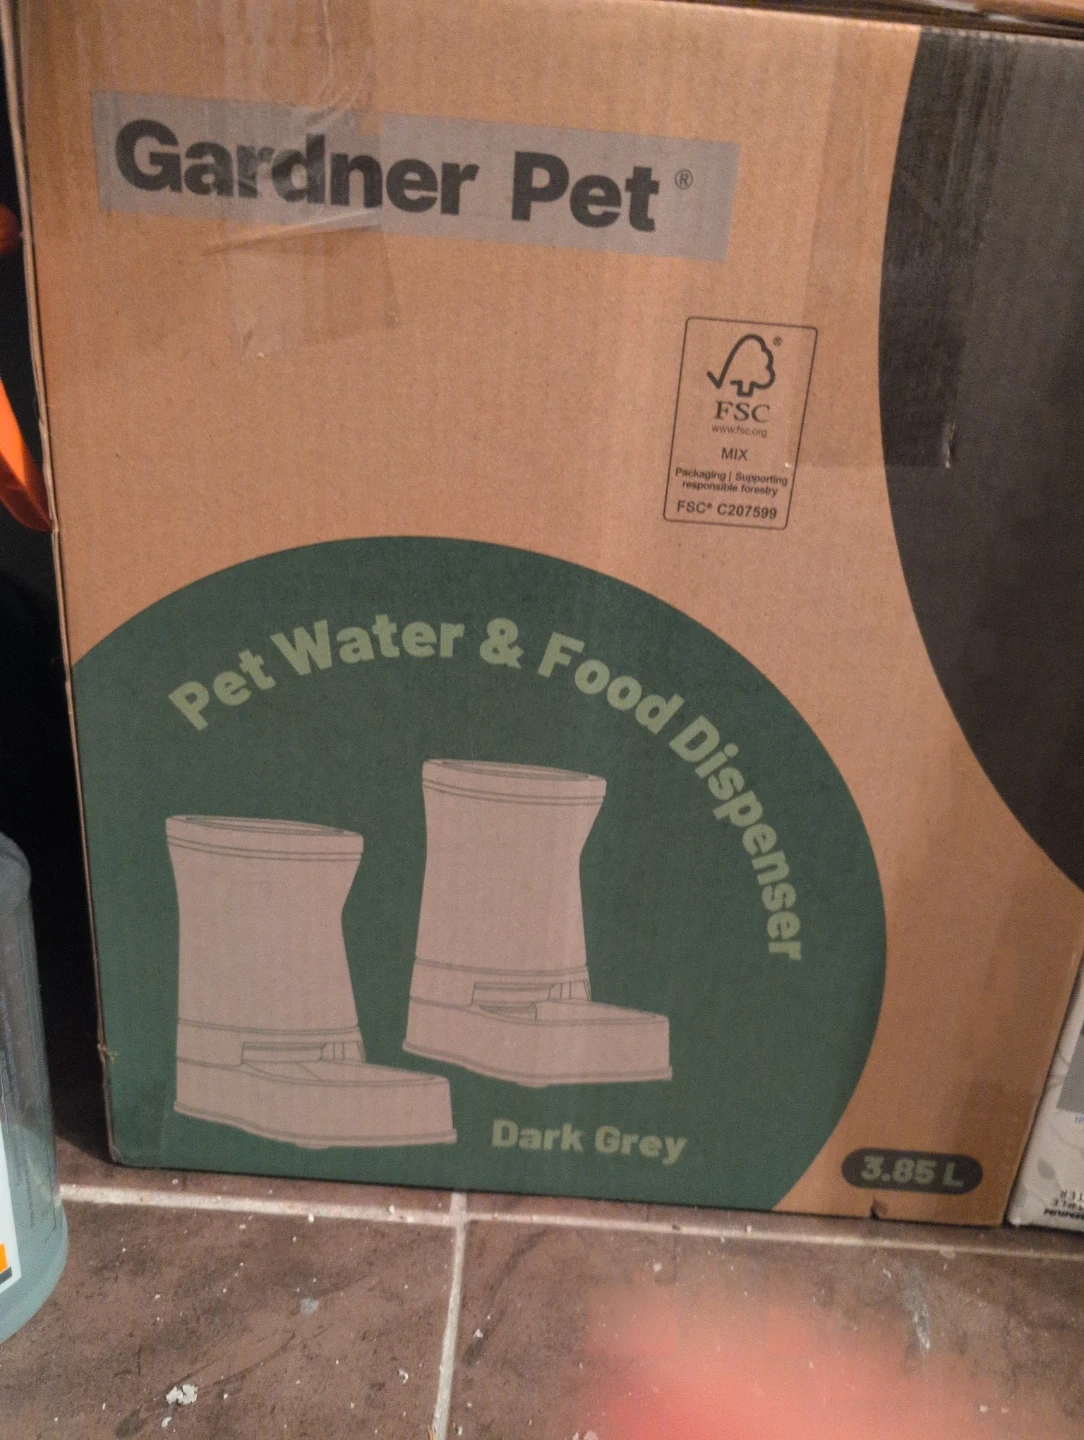 Gardner Pet®
FSC®
www.fsc.org
MIX
Packaging | Supporting
responsible forestry
FSC® C207599
Pet Water & Food Dispenser
Dark Grey
3.85 L